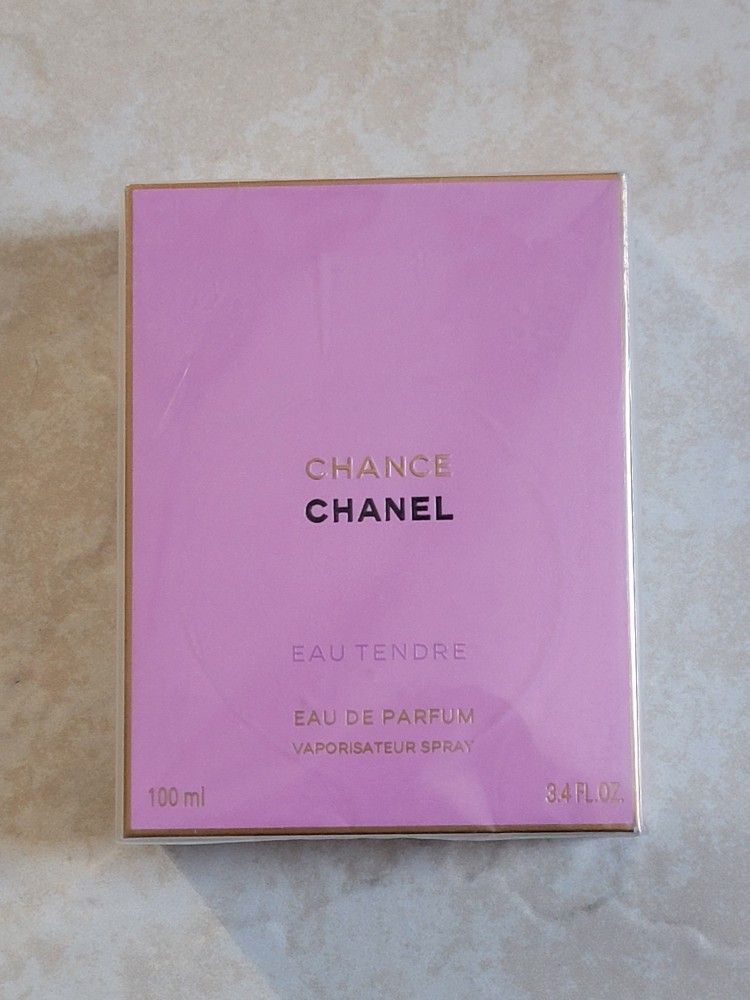 CHANCE
CHANEL
EAU TENDRE
EAU DE PARFUM
VAPORISATEUR SPRAY
100 ml 3.4 FL.OZ.